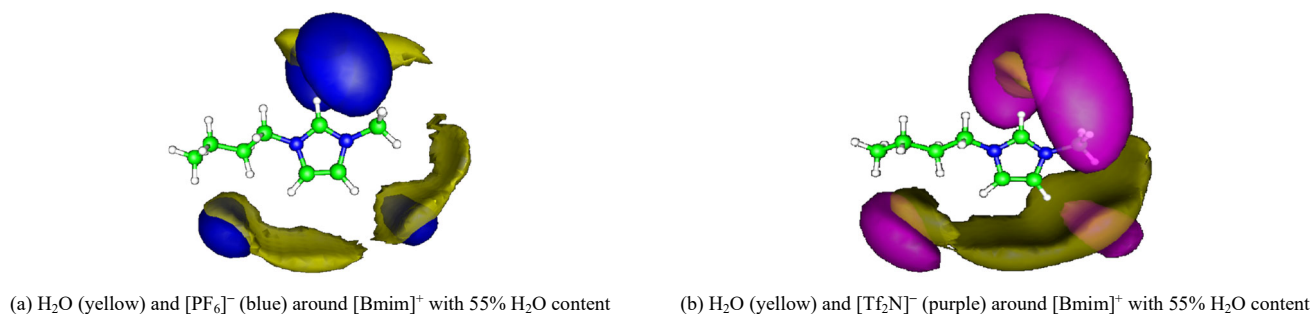 (a) H₂O (yellow) and [PF₆]⁻ (blue) around [Bmim]⁺ with 55% H₂O content
(b) H₂O (yellow) and [Tf₂N]⁻ (purple) around [Bmim]⁺ with 55% H₂O content